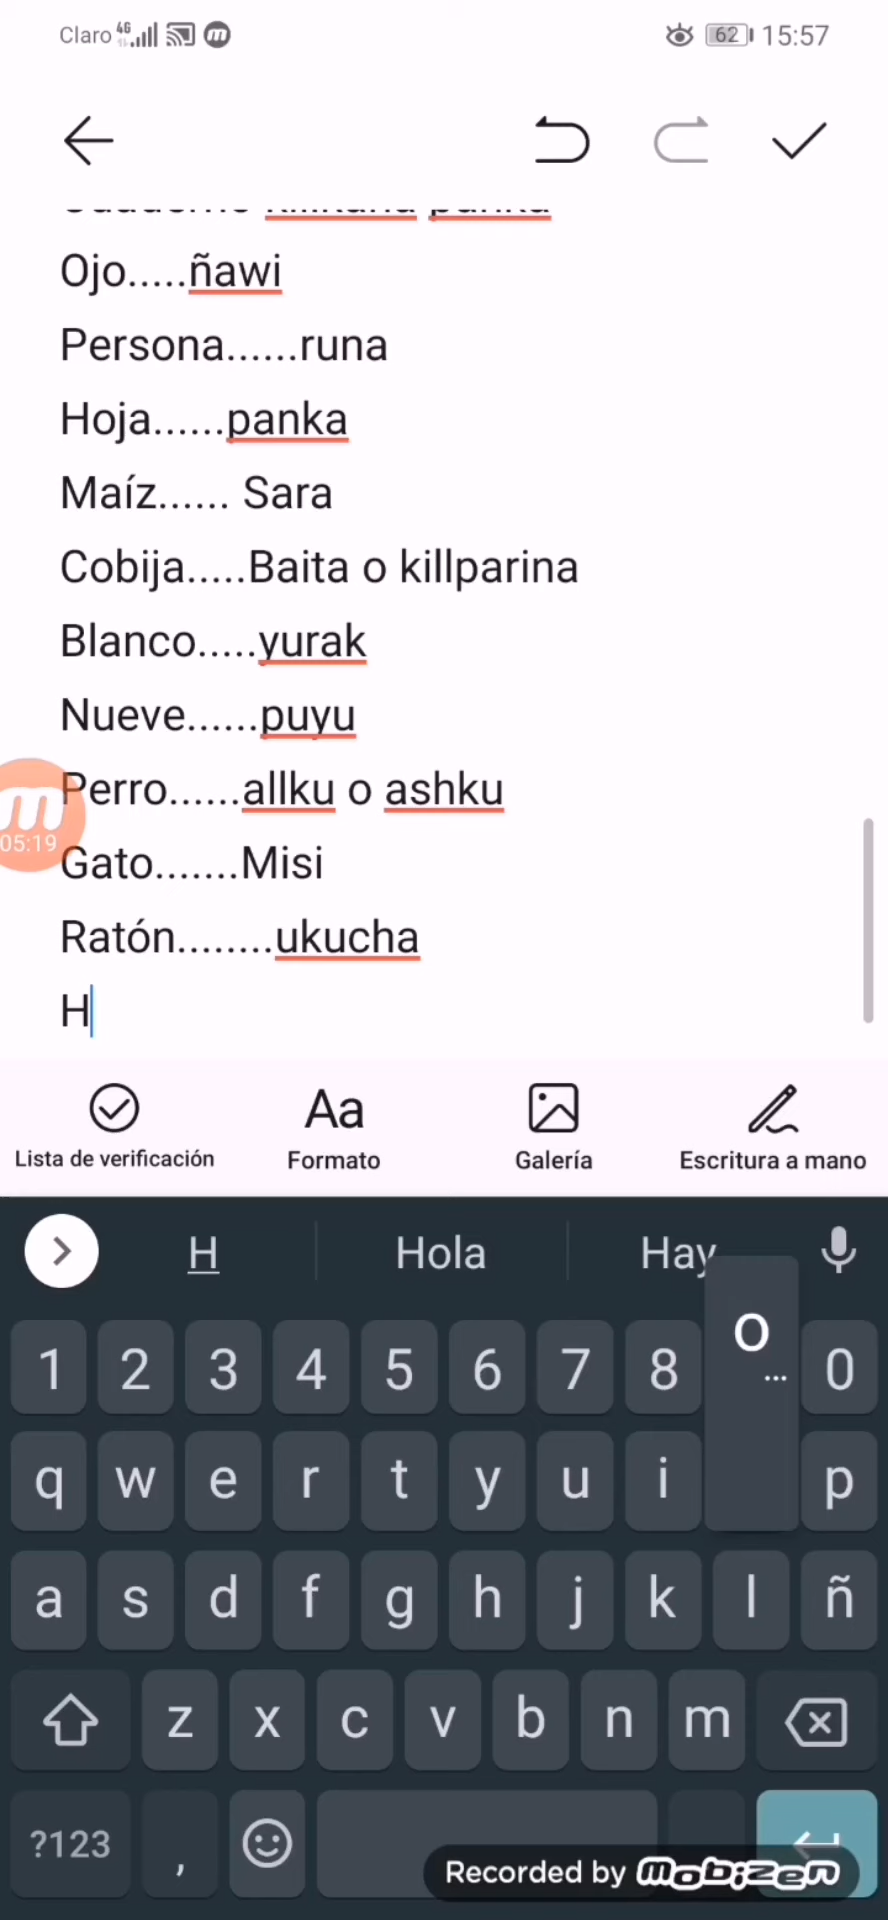 Claro 4G 62 15:57
Ojo.....ñawi
Persona......runa
Hoja......panka
Maíz...... Sara
Cobija.....Baita o killparina
Blanco.....yurak
Nueve......puyu
Perro......allku o ashku
05:19
Gato.......Misi
Ratón........ukucha
H
Lista de verificación Formato Galería Escritura a mano
Aa
H Hola Hay
1 2 3 4 5 6 7 8 o ... 0
q w e r t y u i p
a s d f g h j k l ñ
z x c v b n m
?123 ,
Recorded by mobizen